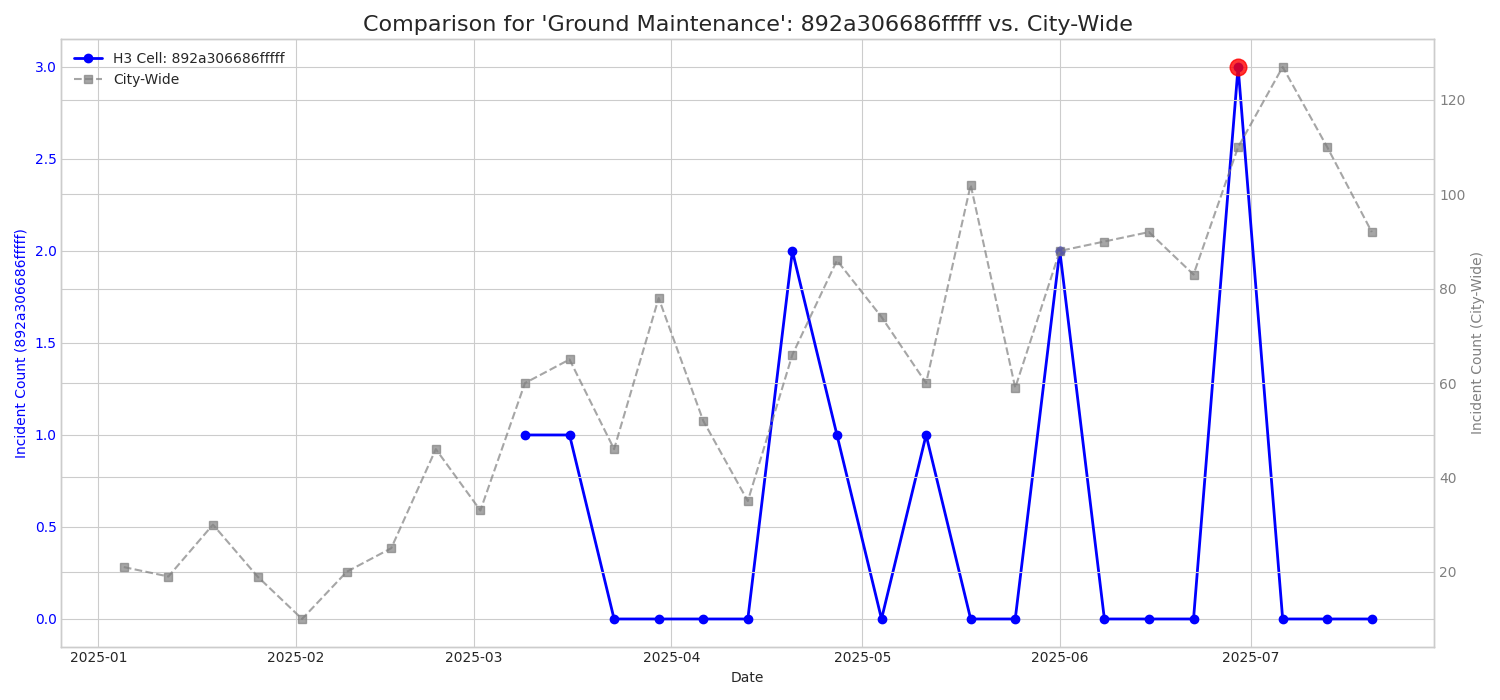 Comparison for 'Ground Maintenance': 892a306686fffff vs. City-Wide
H3 Cell: 892a306686fffff
City-Wide
Incident Count (892a306686fffff)
3.0
2.5
2.0
1.5
1.0
0.5
0.0
120
100
80
60
40
20
Incident Count (City-Wide)
2025-01 2025-02 2025-03 2025-04 2025-05 2025-06 2025-07
Date